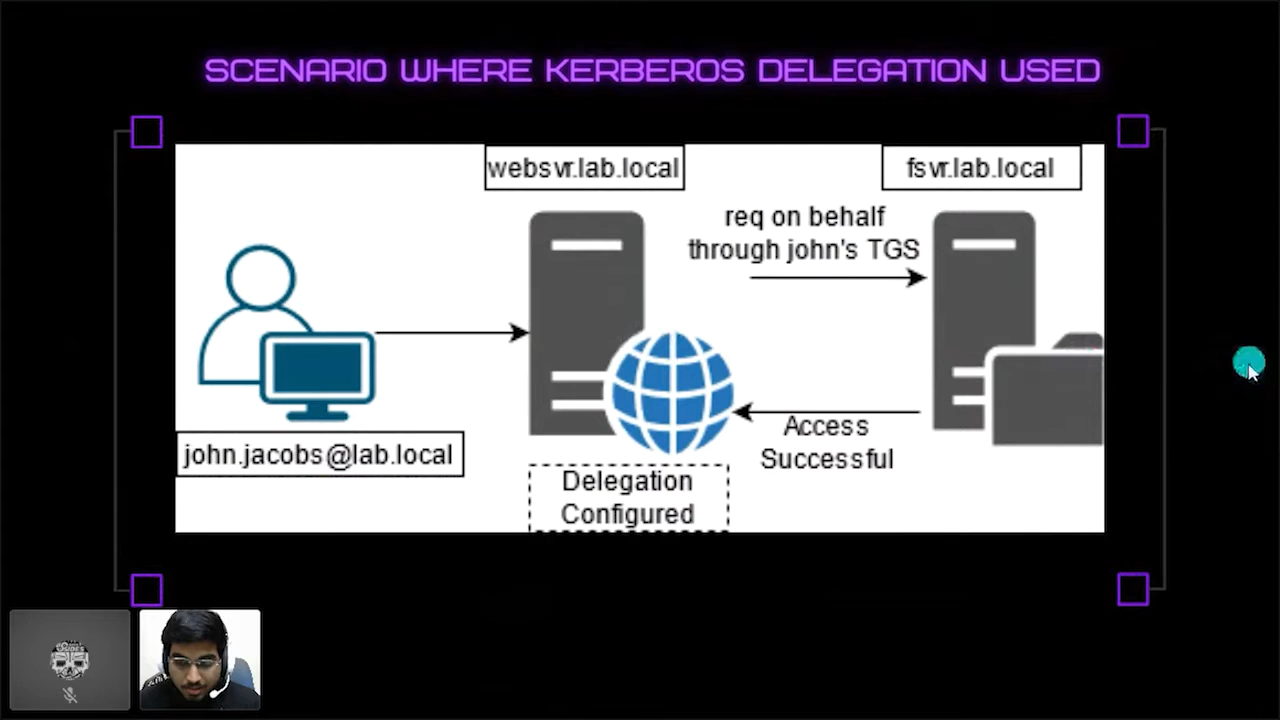 SCENARIO WHERE KERBEROS DELEGATION USED
websvr.lab.local
fsvr.lab.local
req on behalf
through john's TGS
john.jacobs@lab.local
Access
Successful
Delegation
Configured